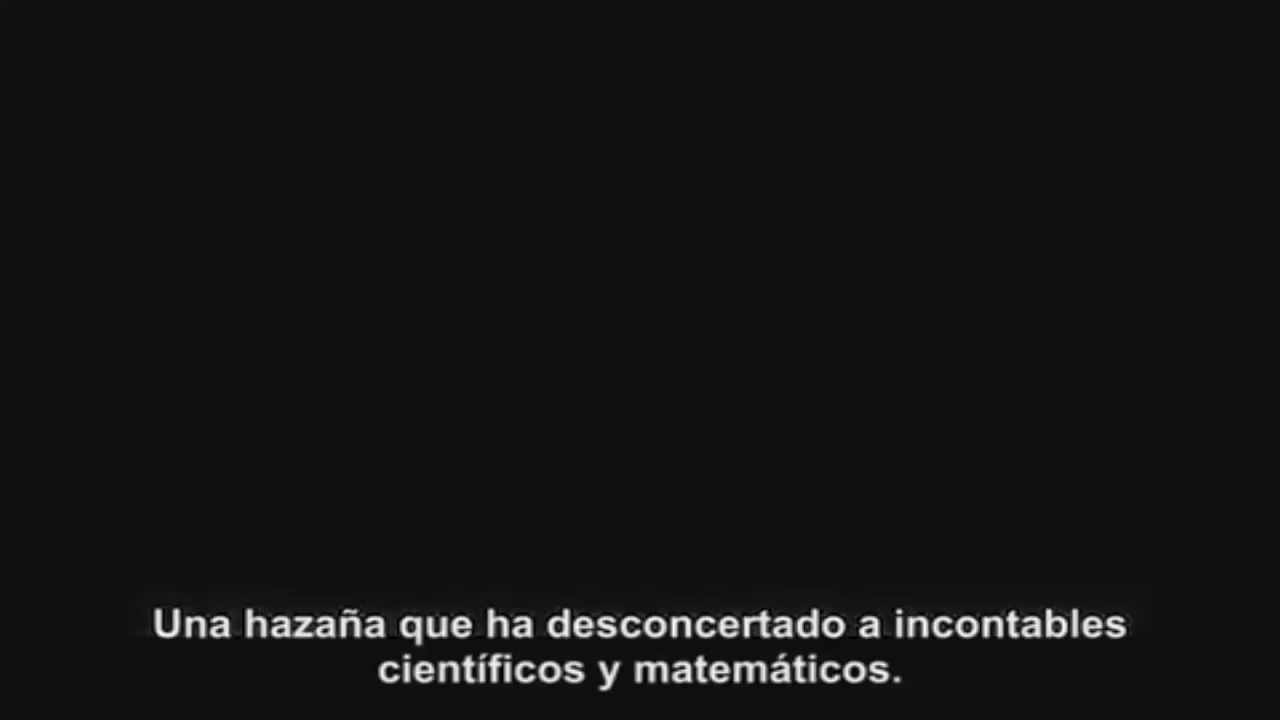 Una hazaña que ha desconcertado a incontables
científicos y matemáticos.